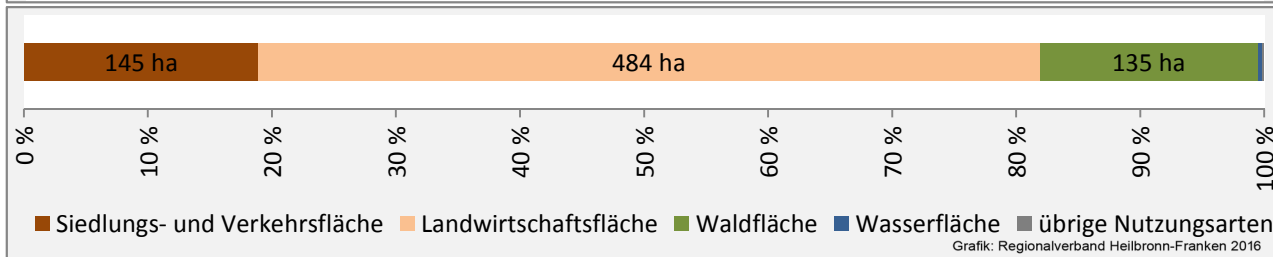 145 ha 484 ha 135 ha
0 % 10 % 20 % 30 % 40 % 50 % 60 % 70 % 80 % 90 % 100 %
Siedlungs- und Verkehrsfläche Landwirtschaftsfläche Waldfläche Wasserfläche übrige Nutzungsarten
Grafik: Regionalverband Heilbronn-Franken 2016